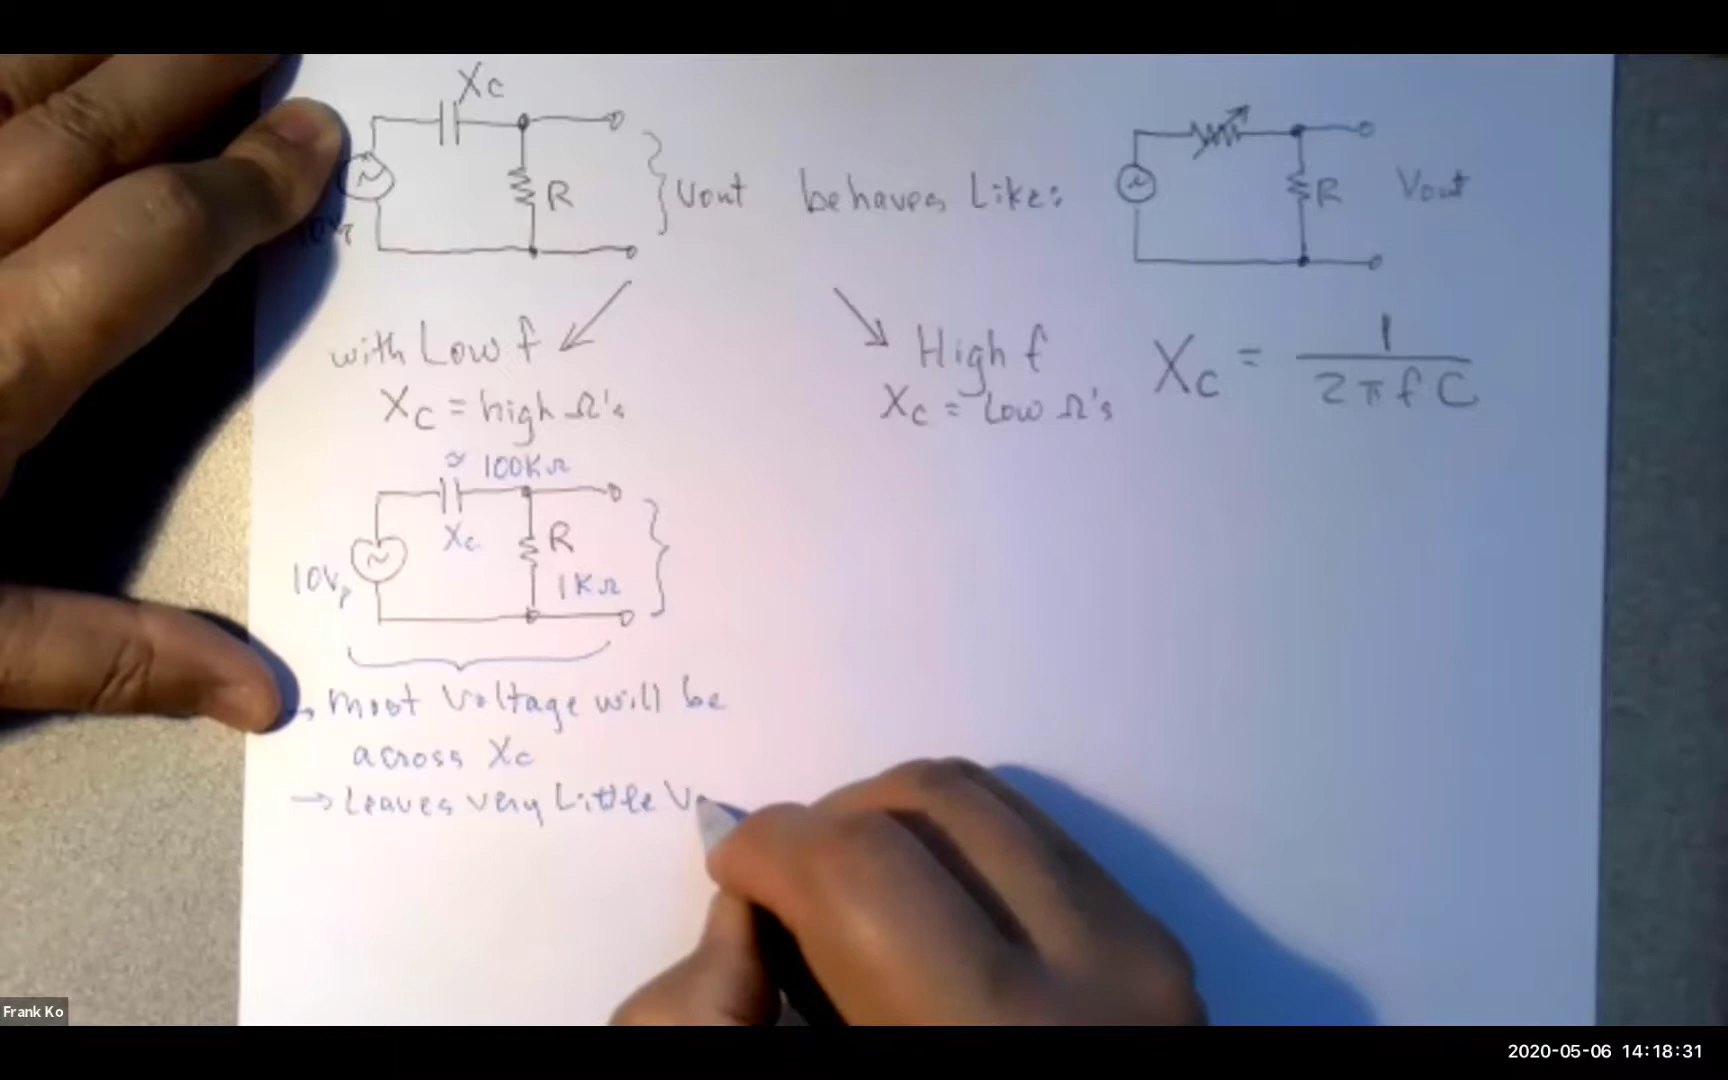 Xc
R
10Vp
Vout behaves Like:
R
Vout
with Low f
Xc = high Ω's
High f
Xc = Low Ω's
Xc = 1 / 2πfC
≈ 100KΩ
Xc
R
1KΩ
10Vp
→ most Voltage will be
across Xc
→ Leaves very Little V
Frank Ko
2020-05-06 14:18:31